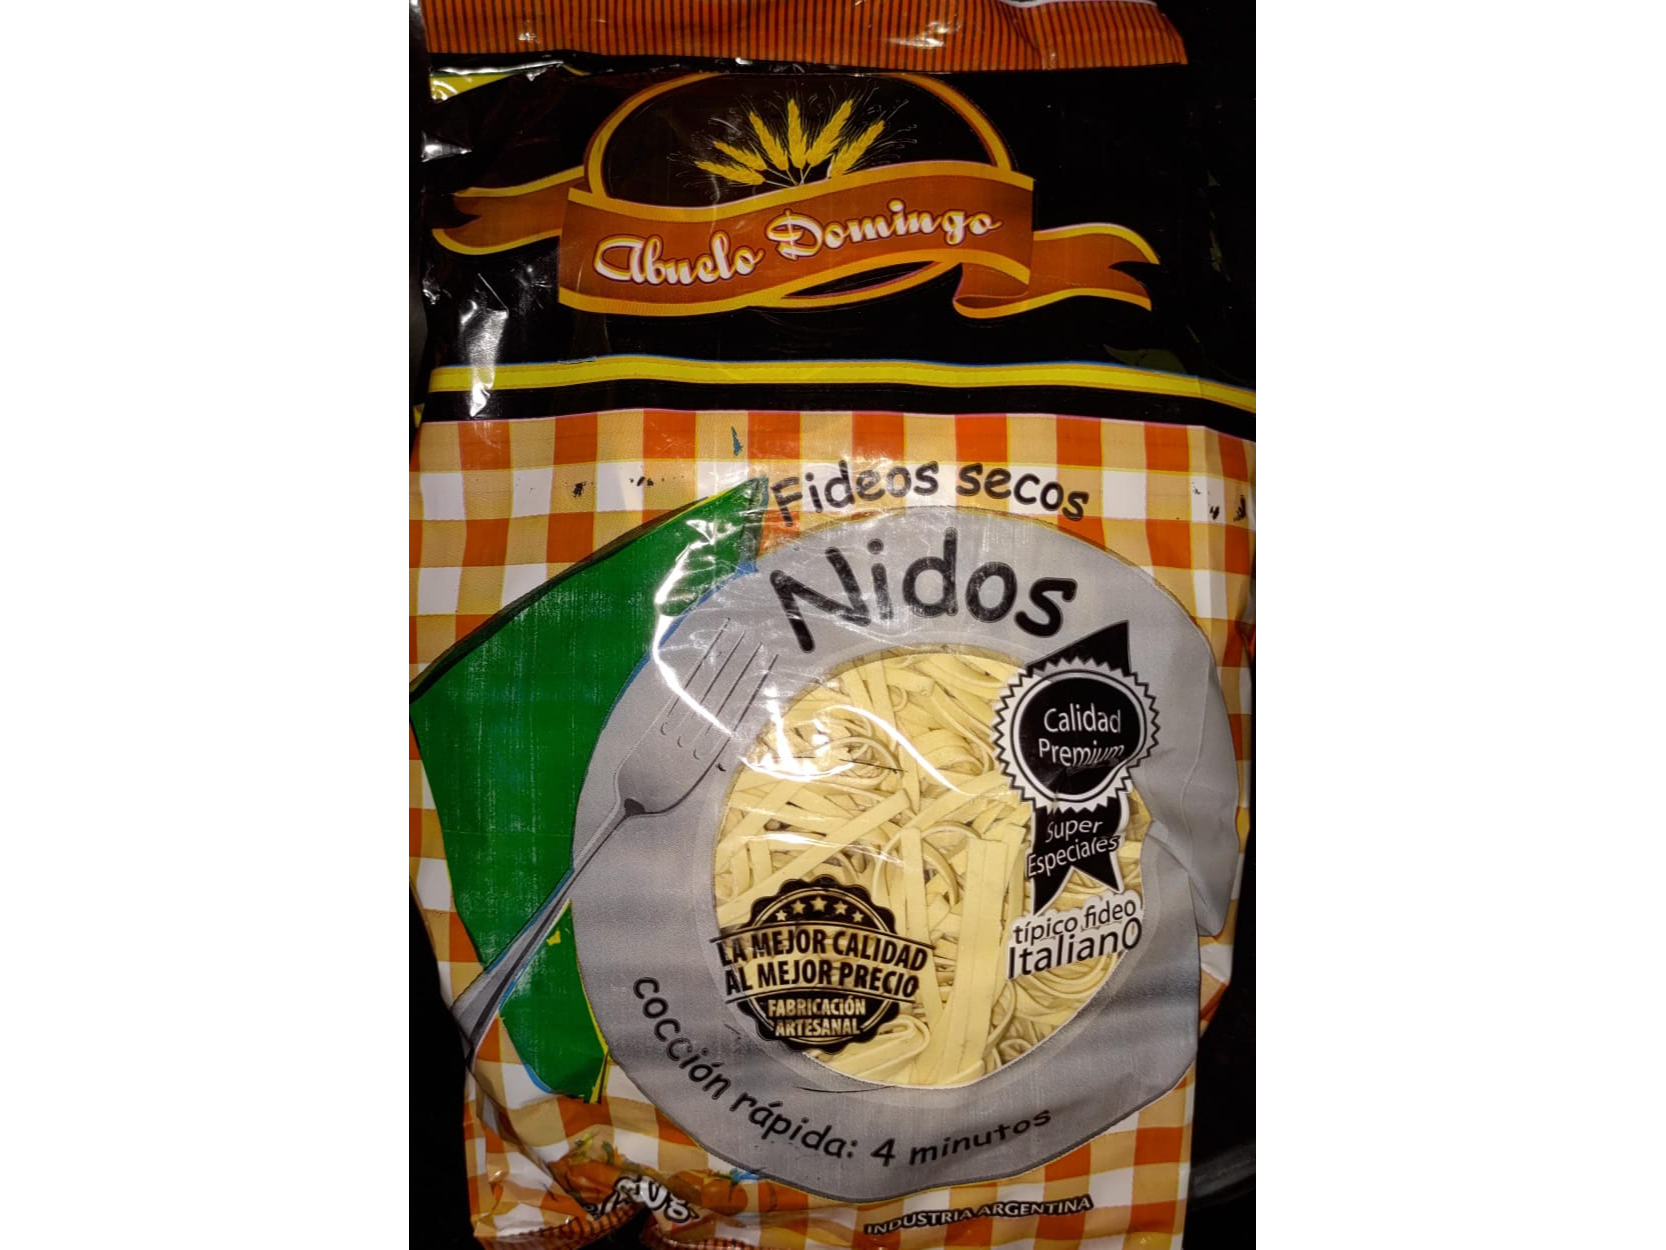 Abuelo Domingo
Fideos secos
Nidos
Calidad
Premium
Super
Especiales
típico fideo
Italiano
LA MEJOR CALIDAD
AL MEJOR PRECIO
FABRICACIÓN
ARTESANAL
cocción rápida: 4 minutos
INDUSTRIA ARGENTINA